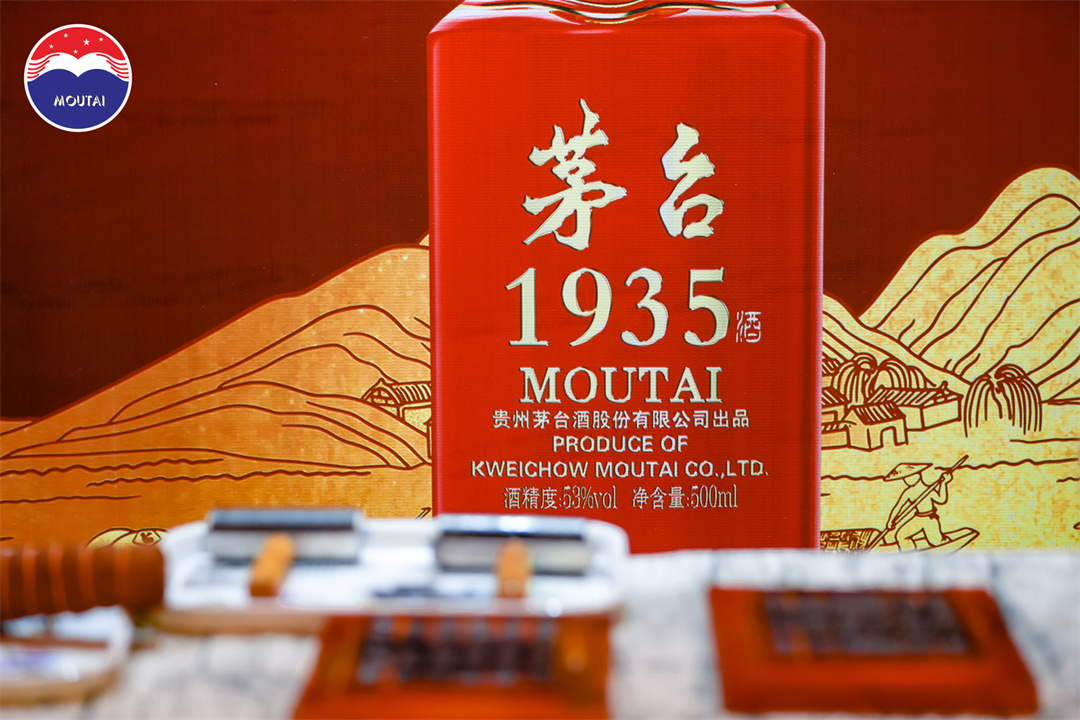 MOUTAI
茅台
1935酒
MOUTAI
贵州茅台酒股份有限公司出品
PRODUCE OF
KWEICHOW MOUTAI CO.,LTD.
酒精度:53%vol 净含量:500ml